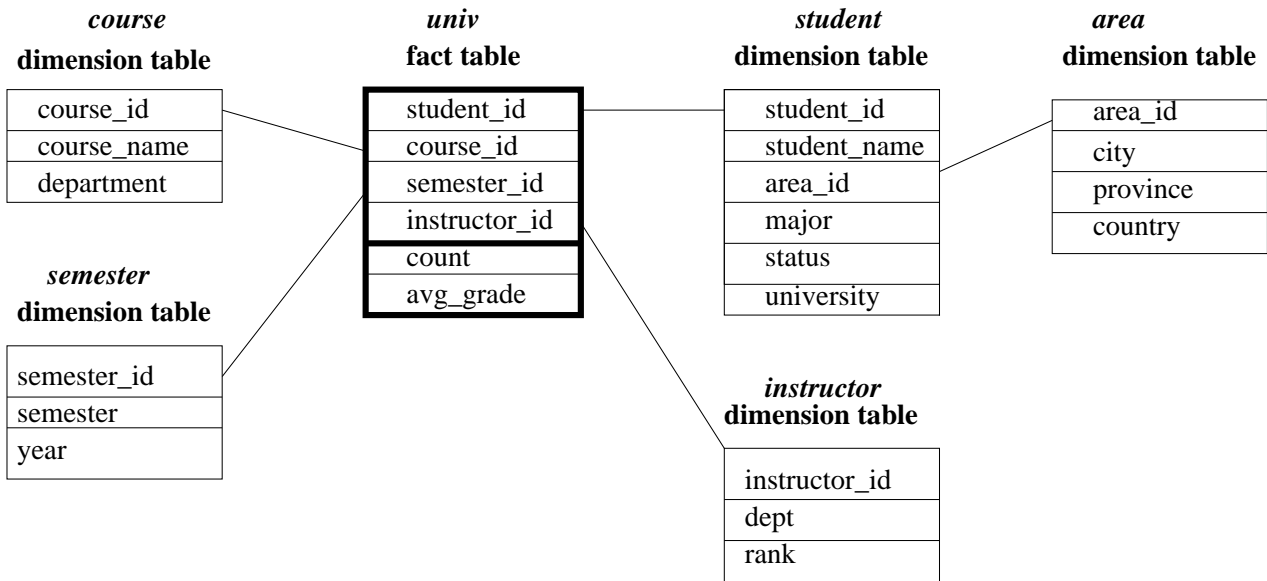 course
dimension table
course_id
course_name
department
univ
fact table
student_id
course_id
semester_id
instructor_id
count
avg_grade
student
dimension table
student_id
student_name
area_id
major
status
university
area
dimension table
area_id
city
province
country
semester
dimension table
semester_id
semester
year
instructor
dimension table
instructor_id
dept
rank